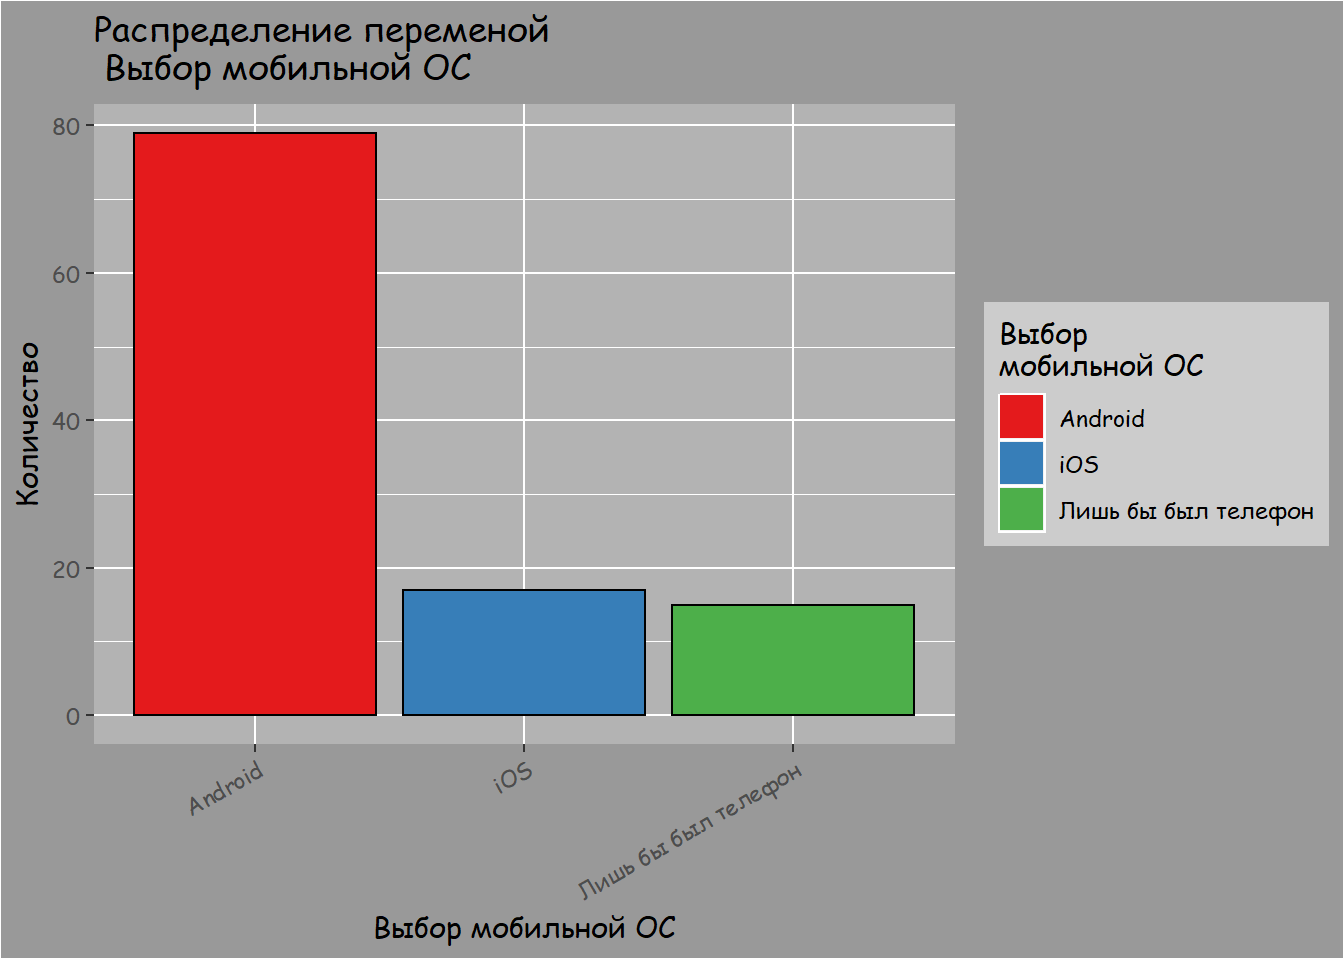 Распределение переменой
Выбор мобильной ОС
Количество
80
60
40
20
0
Android
iOS
Лишь бы был телефон
Выбор мобильной ОС
Выбор
мобильной ОС
Android
iOS
Лишь бы был телефон